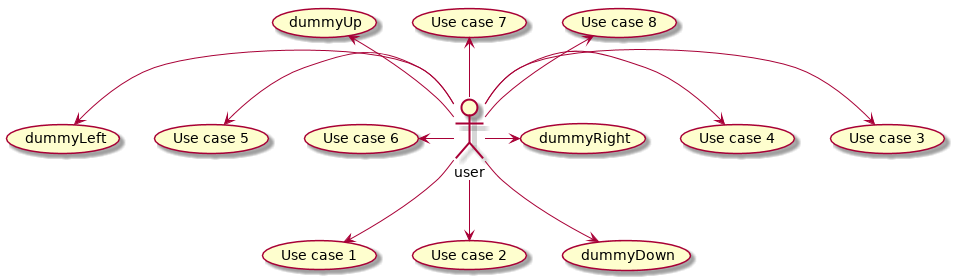 dummyUp
Use case 7
Use case 8
dummyLeft
Use case 5
Use case 6
dummyRight
Use case 4
Use case 3
user
Use case 1
Use case 2
dummyDown